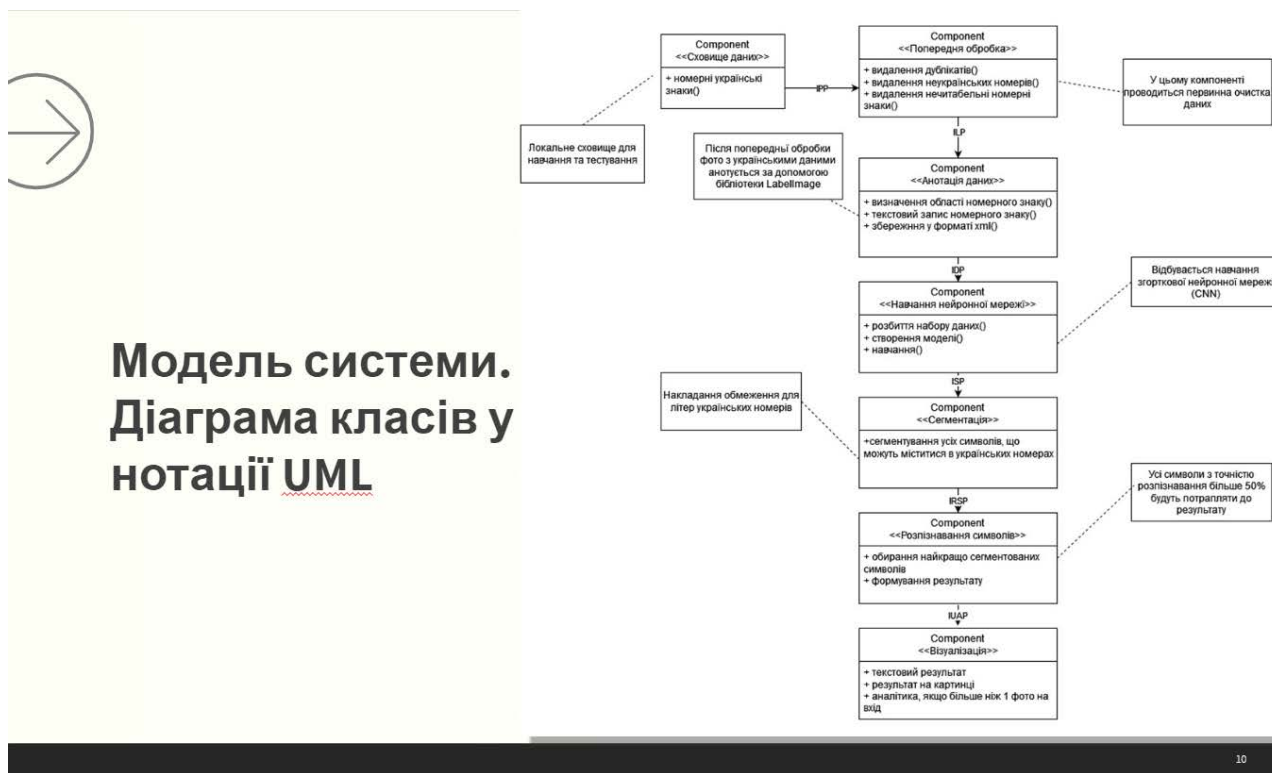 Модель системи.
Діаграма класів у
нотації UML
Component
<<Сховище даних>>
+ номерні українські
знаки()
IPP
Component
<<Попередня обробка>>
+ видалення дублікатів()
+ видалення неукраїнських номерів()
+ видалення нечитабельні номерні
знаки()
У цьому компоненті
проводиться первинна очистка
даних
Локальне сховище для
навчання та тестування
ILP
Після попередньї обробки
фото з українськими даними
анотується за допомогою
бібліотеки LabelImage
Component
<<Анотація даних>>
+ визначення області номерного знаку()
+ текстовий запис номерного знаку()
+ збережння у форматі xml()
IDP
Component
<<Навчання нейронної мережі>>
+ розбиття набору даних()
+ створення моделі()
+ навчання()
Відбувається навчання
згорткової нейронної мереж
(CNN)
ISP
Накладання обмеження для
літер українських номерів
Component
<<Сегментація>>
+сегментування усіх символів, що
можуть міститися в українських номерах
IRSP
Усі символи з точністю
розпізнавання більше 50%
будуть потрапляти до
результату
Component
<<Розпізнавання символів>>
+ обирання найкращо сегментованих
символів
+ формування результату
IUAP
Component
<<Візуалізація>>
+ текстовий результат
+ результат на картинці
+ аналітика, якщо більше ніж 1 фото на
вхід
10